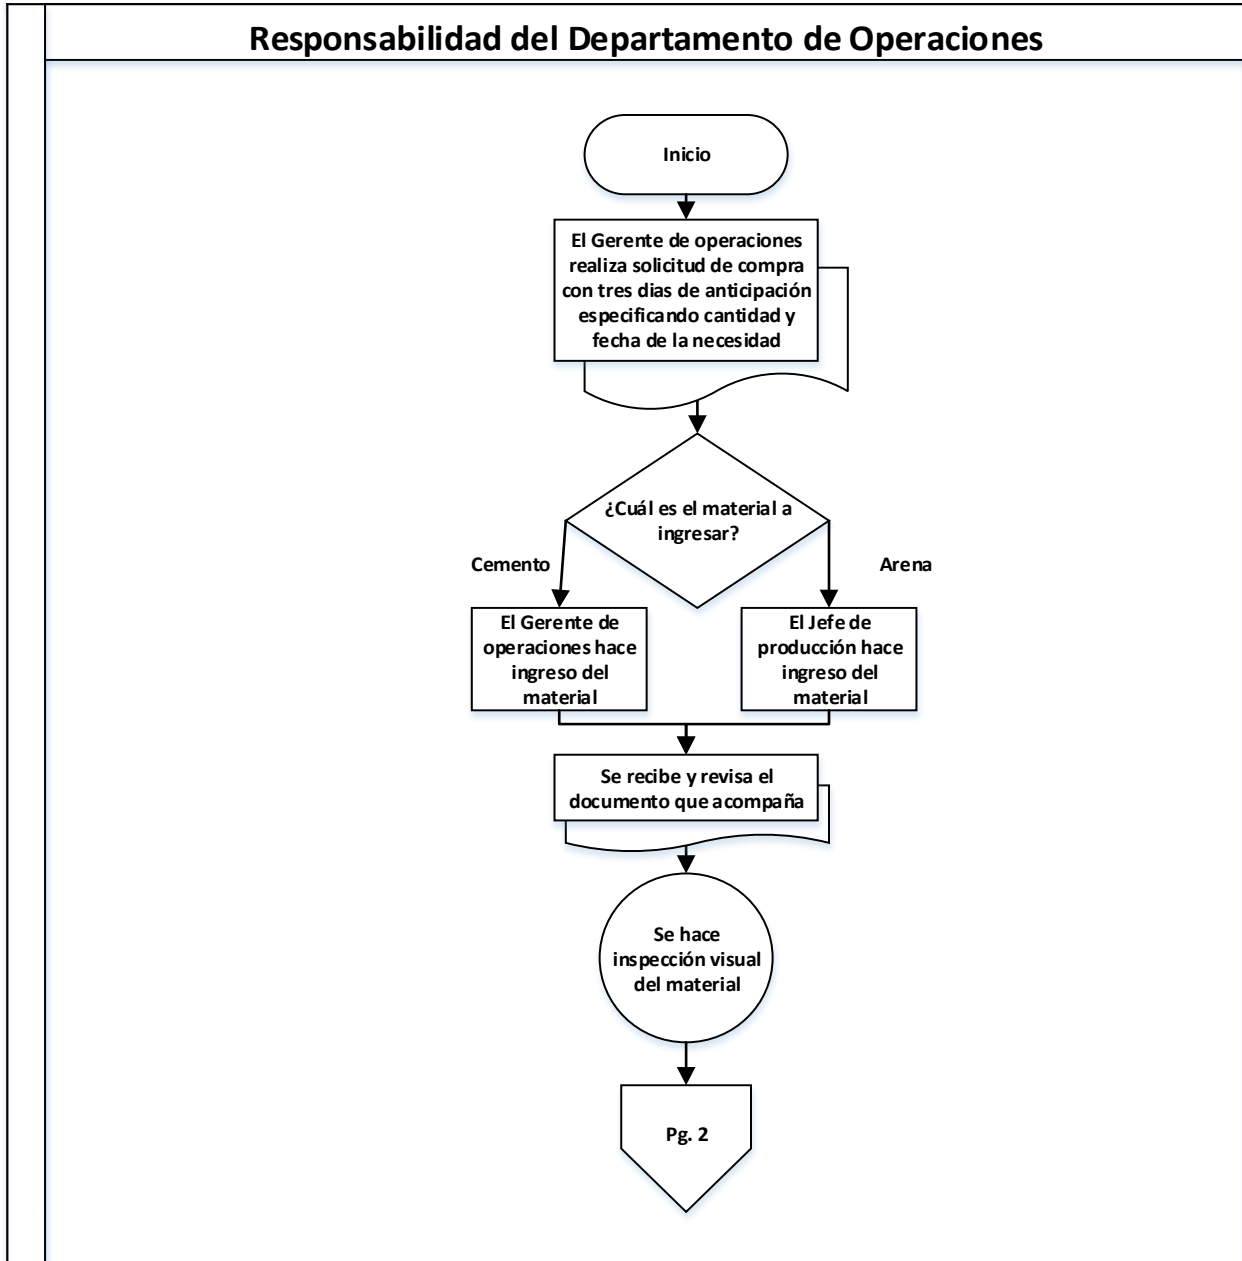 Responsabilidad del Departamento de Operaciones
Inicio
El Gerente de operaciones
realiza solicitud de compra
con tres dias de anticipación
especificando cantidad y
fecha de la necesidad
¿Cuál es el material a
ingresar?
Cemento
Arena
El Gerente de
operaciones hace
ingreso del
material
El Jefe de
producción hace
ingreso del
material
Se recibe y revisa el
documento que acompaña
Se hace
inspección visual
del material
Pg. 2